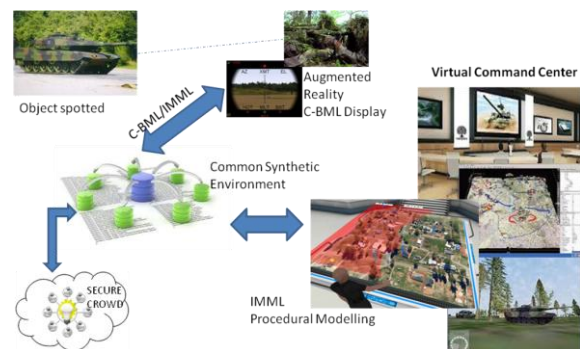 Object spotted
C-BML/IMML
Augmented
Reality
C-BML Display
Virtual Command Center
Common Synthetic
Environment
SECURE
CROWD
IMML
Procedural Modelling